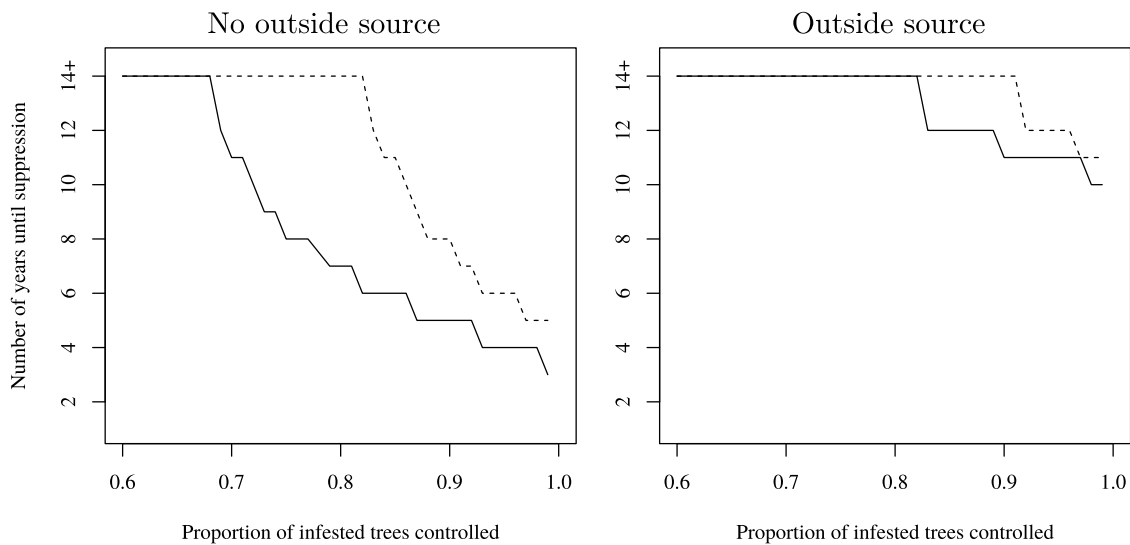 No outside source
Outside source
Number of years until suppression
14+
12
10
8
6
4
2
0.6 0.7 0.8 0.9 1.0
Proportion of infested trees controlled
14+
12
10
8
6
4
2
0.6 0.7 0.8 0.9 1.0
Proportion of infested trees controlled